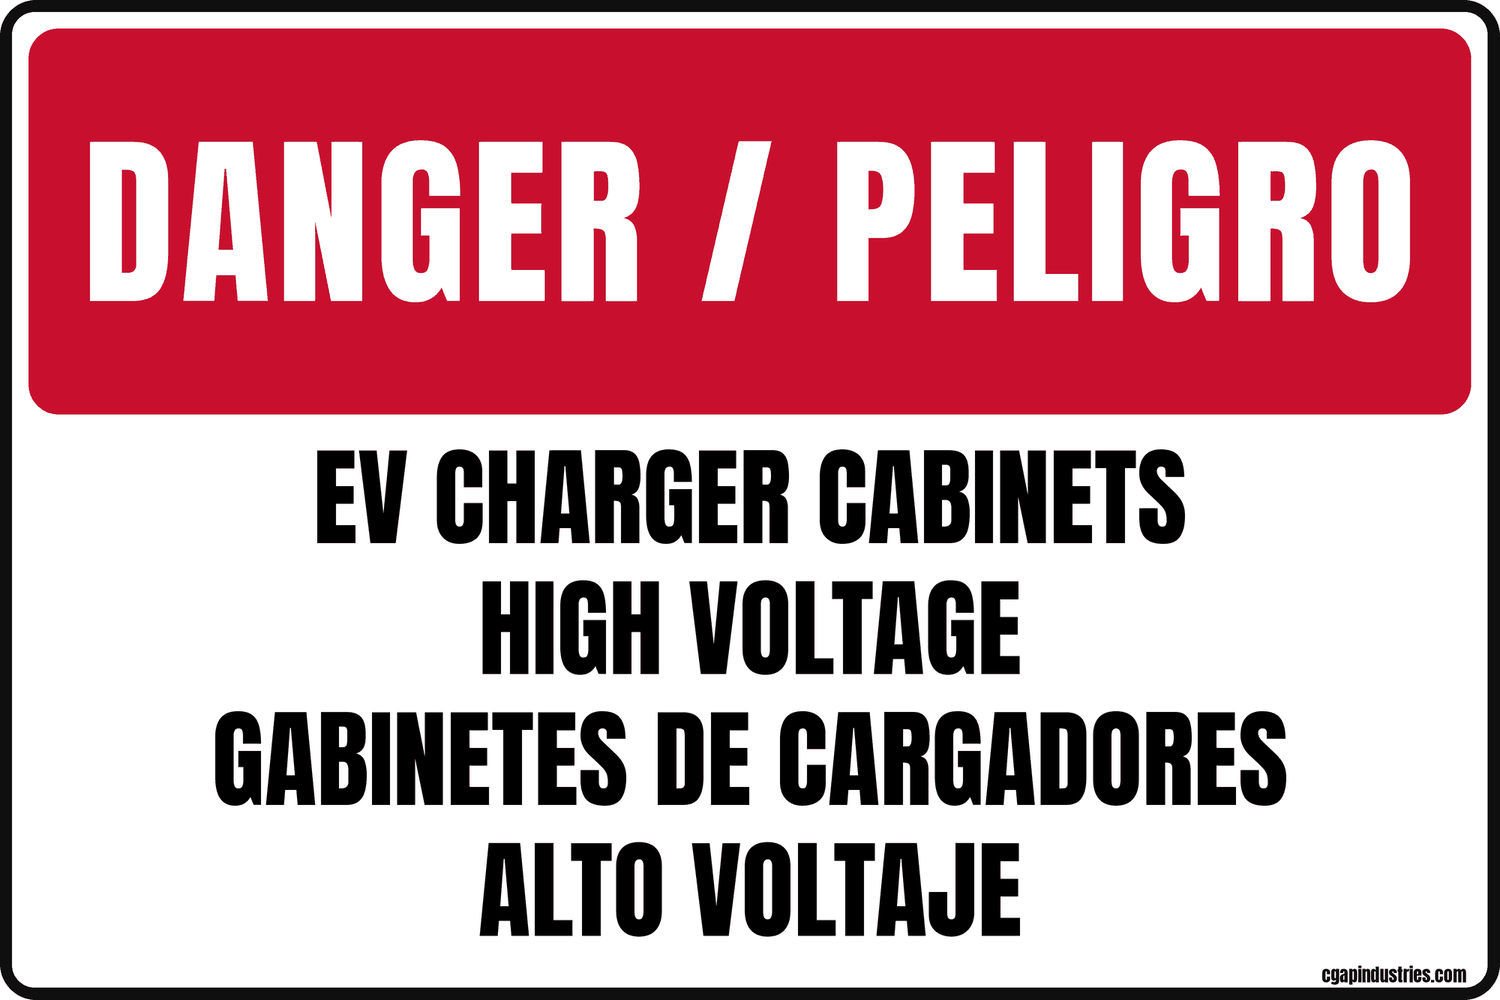 DANGER / PELIGRO
EV CHARGER CABINETS
HIGH VOLTAGE
GABINETES DE CARGADORES
ALTO VOLTAJE
cgapindustries.com